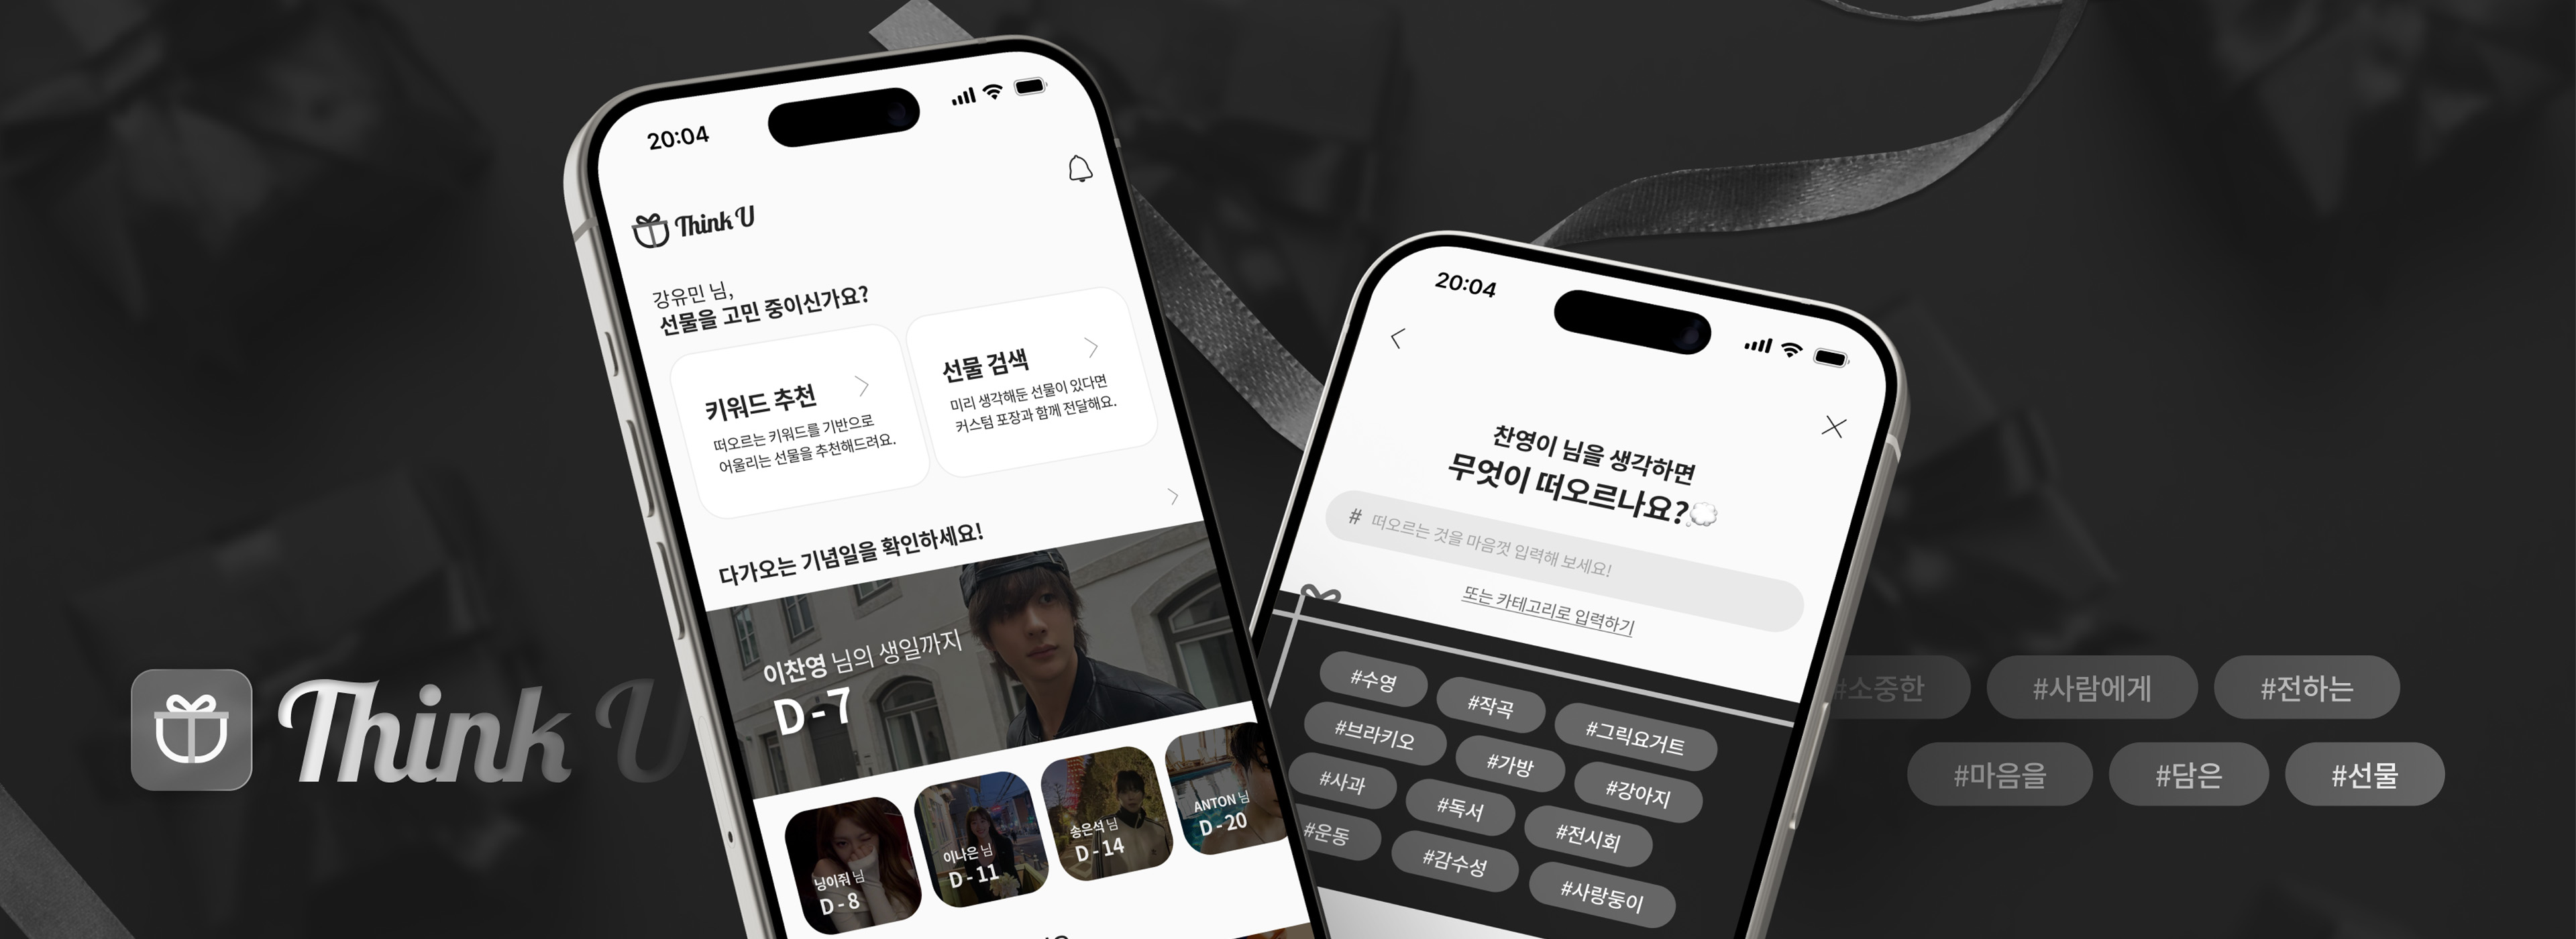 20:04
Think U
강유민 님,
선물을 고민 중이신가요?
키워드 추천
떠오르는 키워드를 기반으로
어울리는 선물을 추천해드려요.
선물 검색
미리 생각해둔 선물이 있다면
커스텀 포장과 함께 전달해요.
다가오는 기념일을 확인하세요!
이찬영 님의 생일까지
D-7
닝이줘 님
D-8
이나은 님
D-11
송은석 님
D-14
ANTON 님
D-20
20:04
찬영이 님을 생각하면
무엇이 떠오르나요?
# 떠오르는 것을 마음껏 입력해 보세요!
또는 카테고리로 입력하기
#수영 #작곡 #그릭요거트
#브라키오 #가방 #강아지
#사과 #독서 #전시회
#운동 #감수성 #사랑둥이
Think U
#소중한 #사람에게 #전하는
#마음을 #담은 #선물